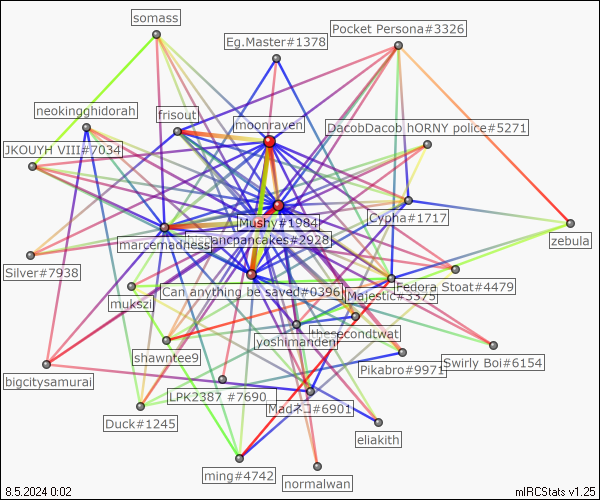 somass
Eg.Master#1378
Pocket Persona#3326
neokingghidorah
frisout
moonraven
DacobDacob hORNY police#5271
JKOUYH VIII#7034
Mushy#1984
Cypha#1717
marcemadness
ancpancakes#2928
zebula
Silver#7938
mukszi
Can anything be saved#0396
Majestic#3375
Fedora Stoat#4479
thesecondtwat
yoshimanden
shawntee9
Pikabro#9971
Swirly Boi#6154
bigcitysamurai
LPK2387 #7690
Madネコ#6901
Duck#1245
eliakith
ming#4742
normalwan
8.5.2024 0:02
mIRCStats v1.25